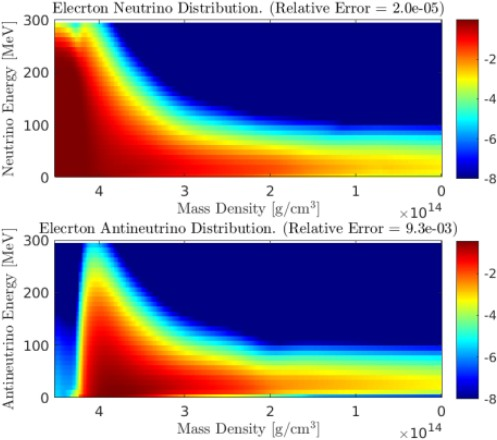 Elecrton Neutrino Distribution. (Relative Error = 2.0e-05)
300
200
100
0
Neutrino Energy [MeV]
4 3 2 1 0
Mass Density [g/cm³]
×10¹⁴
-2
-4
-6
-8
Elecrton Antineutrino Distribution. (Relative Error = 9.3e-03)
300
200
100
0
Antineutrino Energy [MeV]
4 3 2 1 0
Mass Density [g/cm³]
×10¹⁴
-2
-4
-6
-8